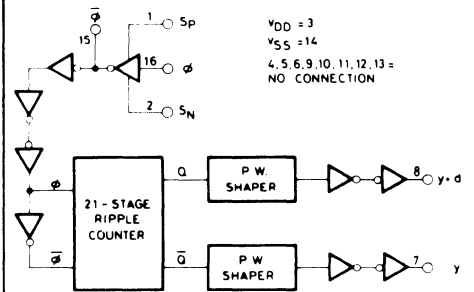 ϕ̅
15
1 Sp
16 ϕ
2 SN
VDD = 3
VSS = 14
4,5,6,9,10,11,12,13 =
NO CONNECTION
ϕ
ϕ̅
21-STAGE
RIPPLE
COUNTER
Q
Q̅
P W.
SHAPER
P W
SHAPER
8 y+d
7 y